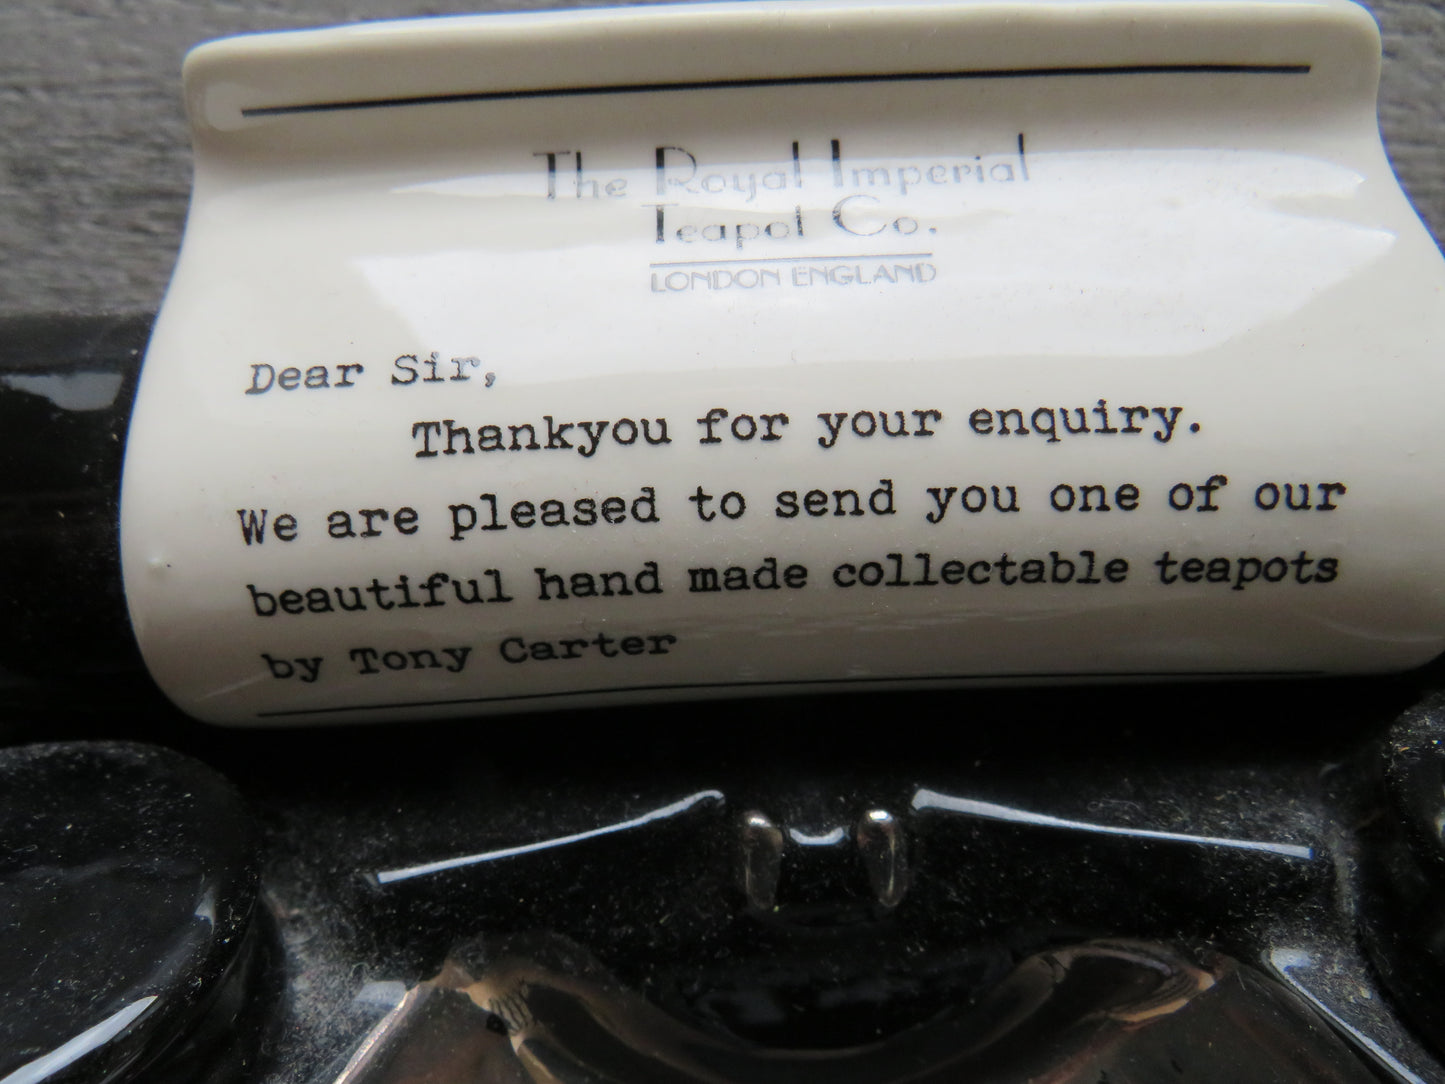 The Royal Imperial
Teapot Co.
LONDON ENGLAND
Dear Sir,
Thankyou for your enquiry.
We are pleased to send you one of our
beautiful hand made collectable teapots
by Tony Carter